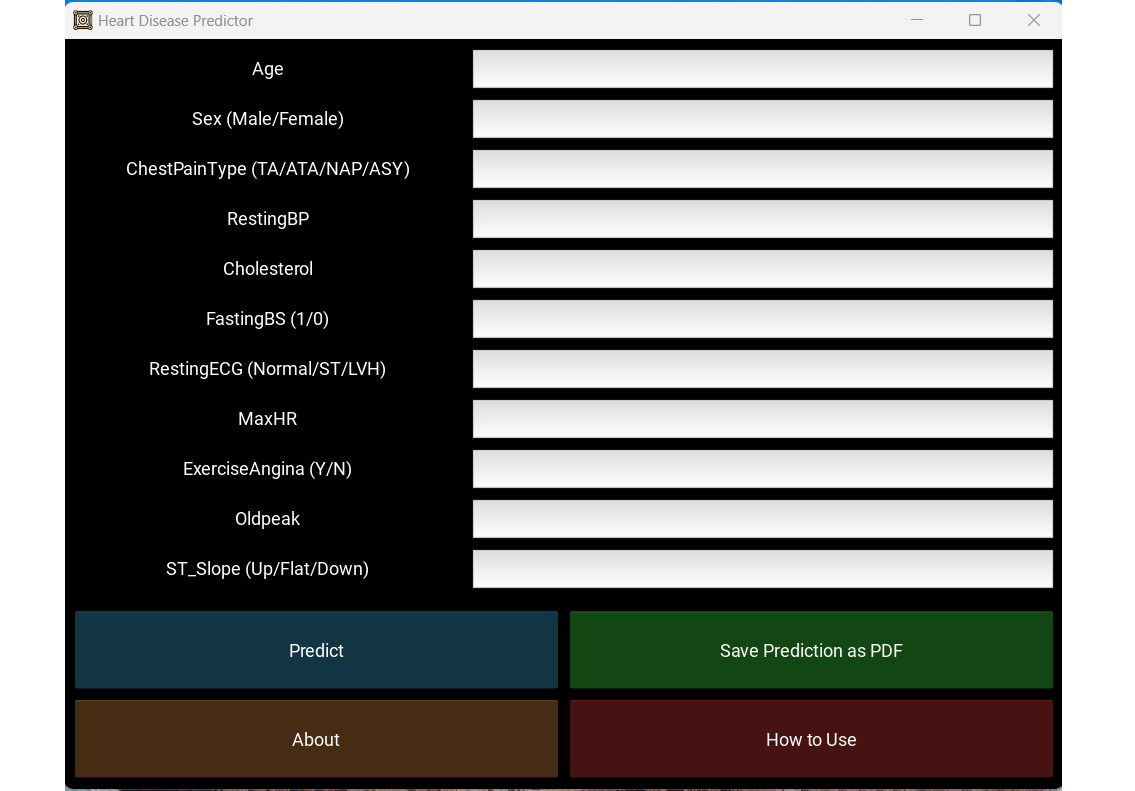 Heart Disease Predictor
Age
Sex (Male/Female)
ChestPainType (TA/ATA/NAP/ASY)
RestingBP
Cholesterol
FastingBS (1/0)
RestingECG (Normal/ST/LVH)
MaxHR
ExerciseAngina (Y/N)
Oldpeak
ST_Slope (Up/Flat/Down)
Predict
Save Prediction as PDF
About
How to Use